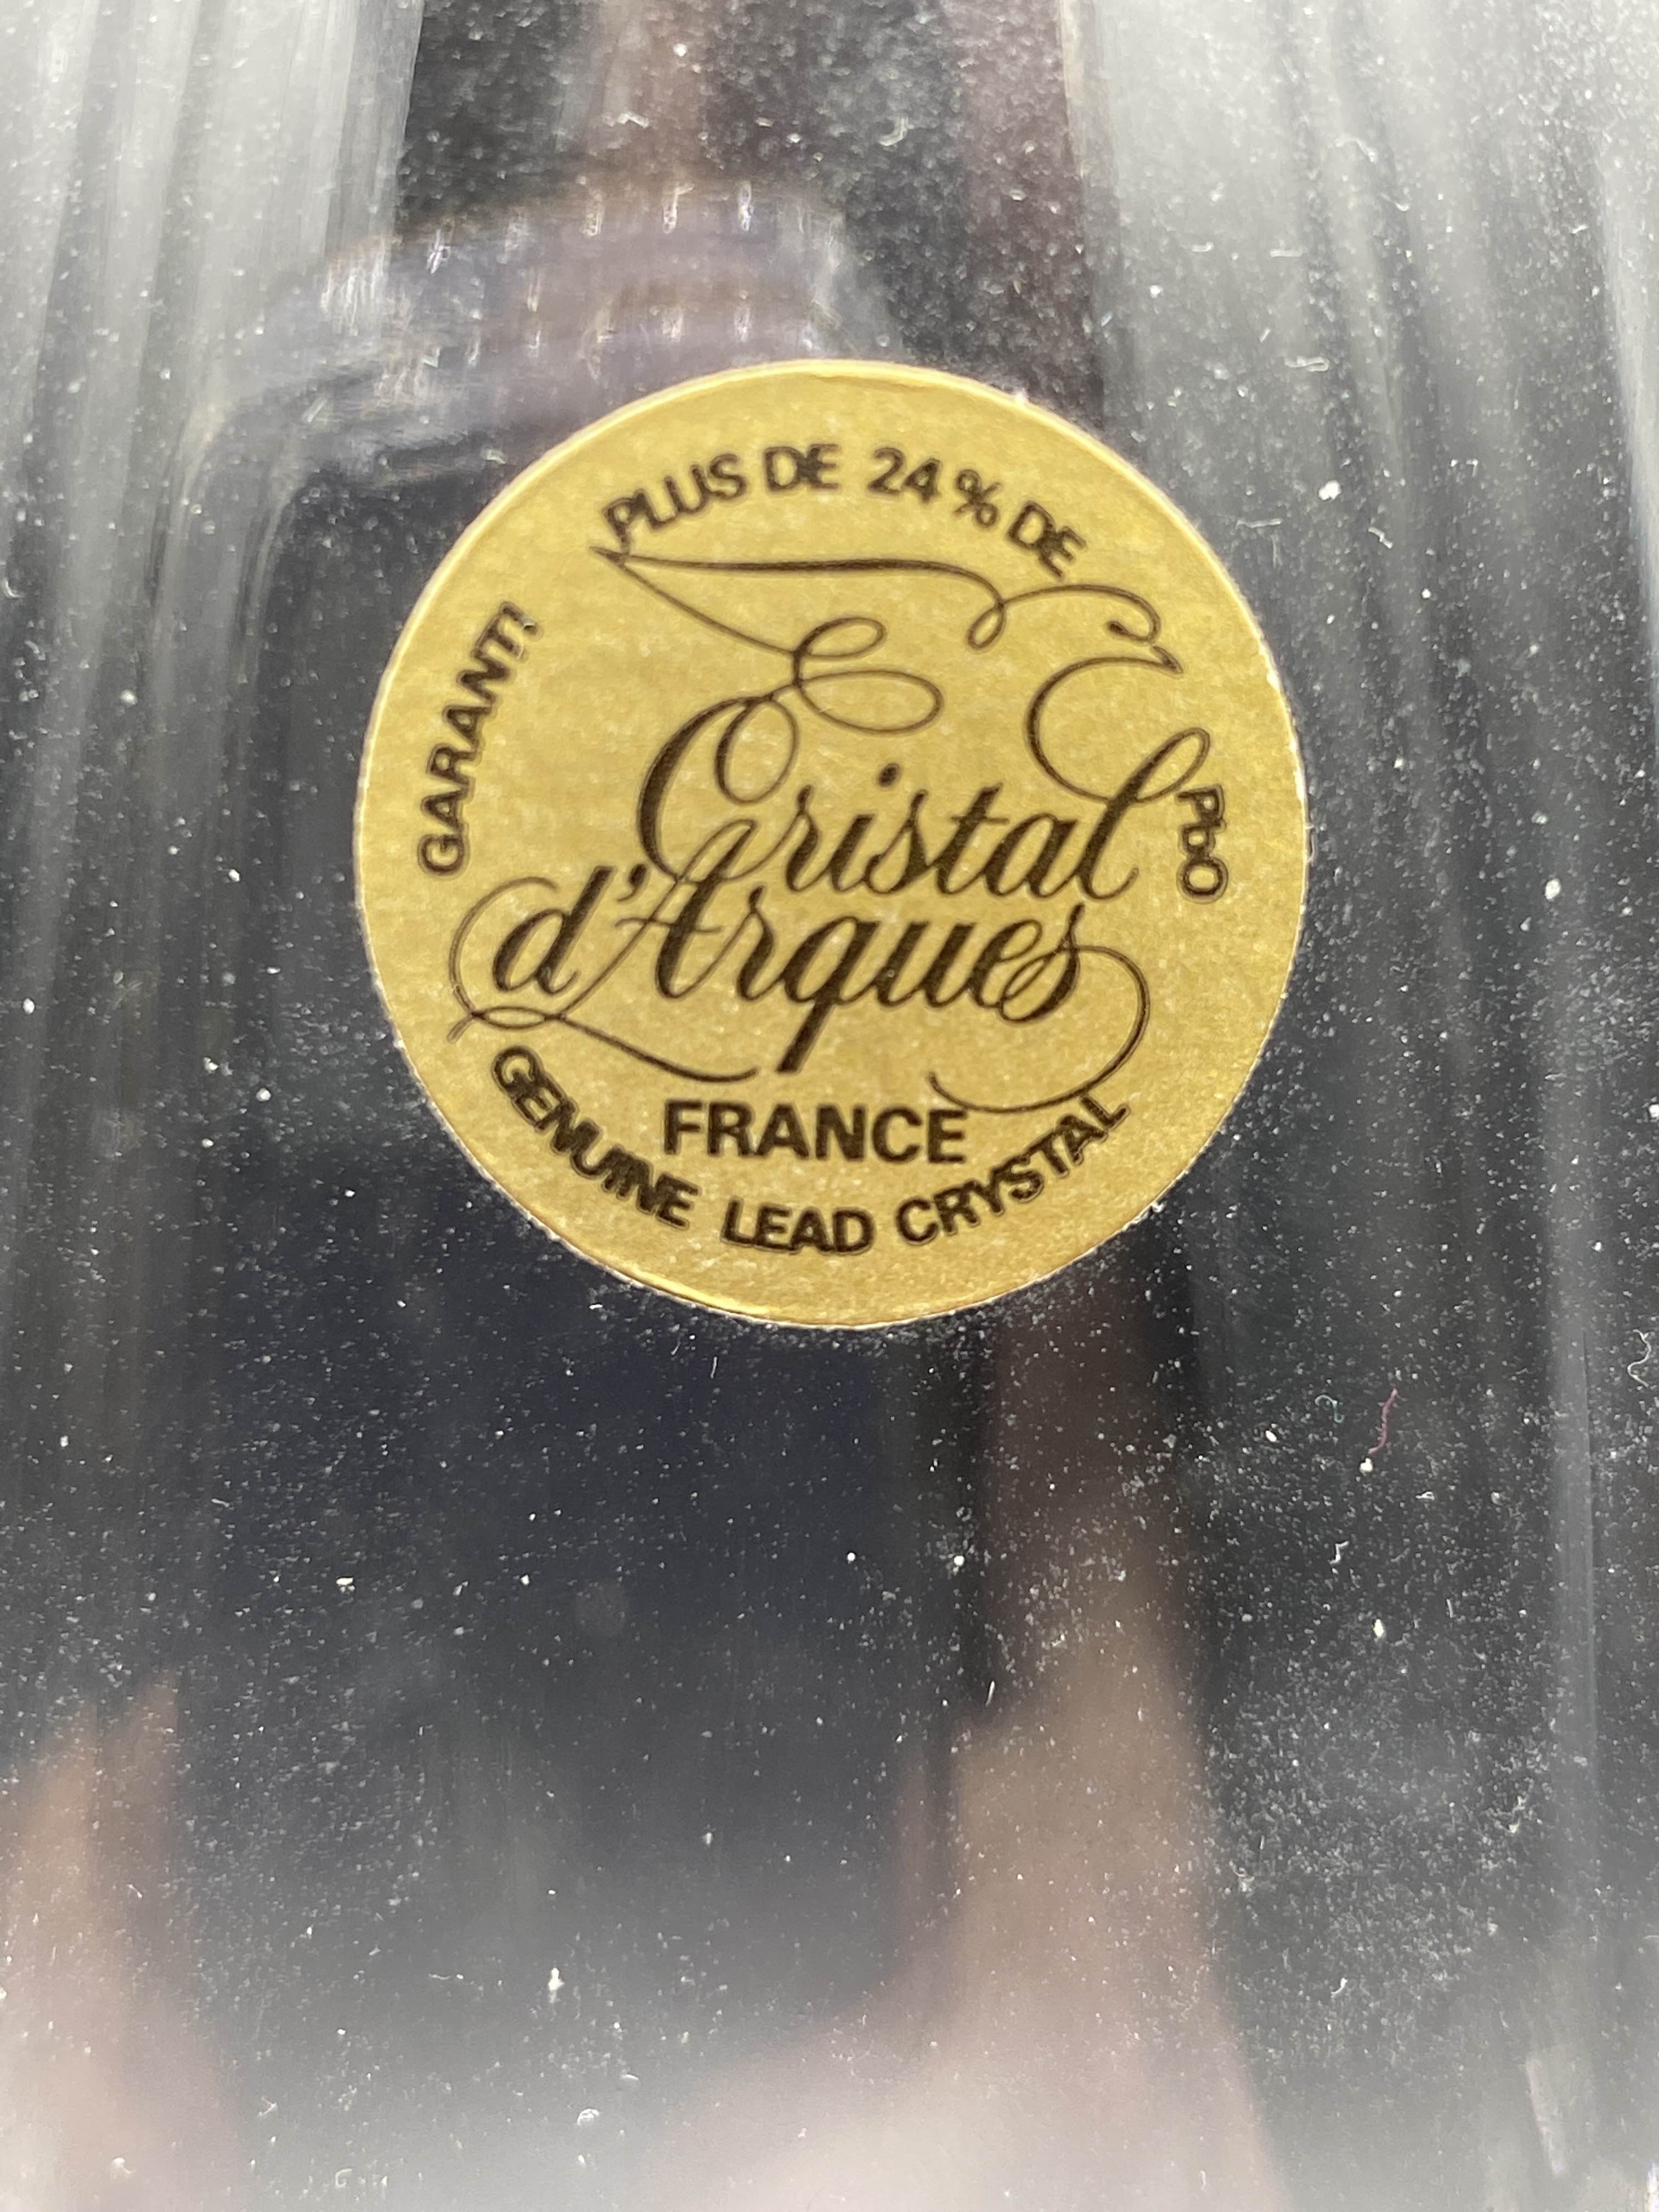 GARANTI PLUS DE 24% DE PbO
Cristal
d'Arques
FRANCE
GENUINE LEAD CRYSTAL